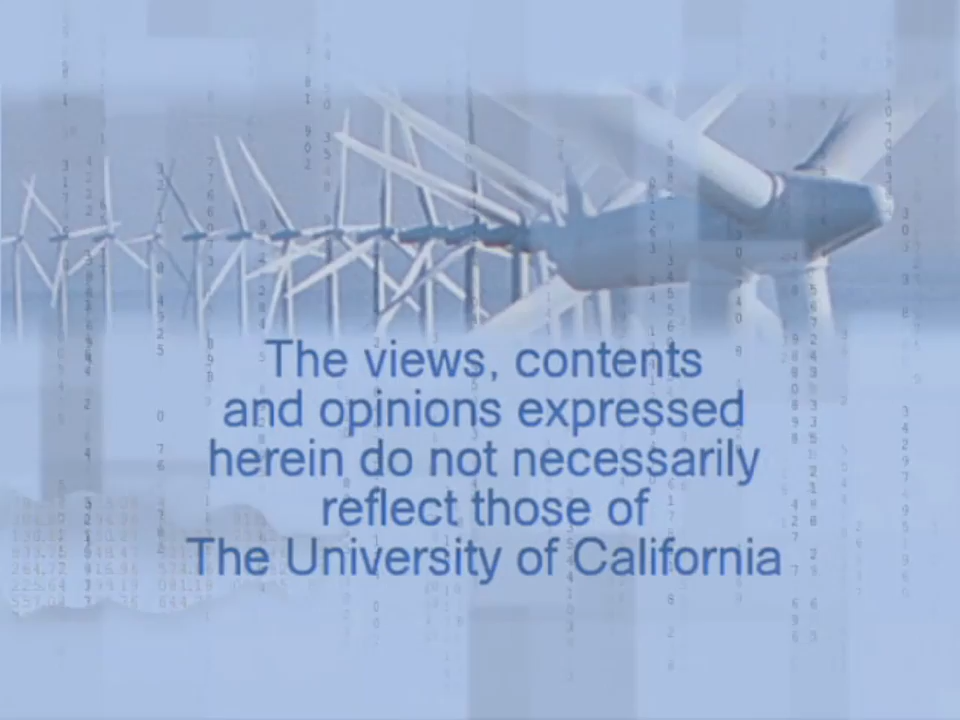 The views, contents
and opinions expressed
herein do not necessarily
reflect those of
The University of California